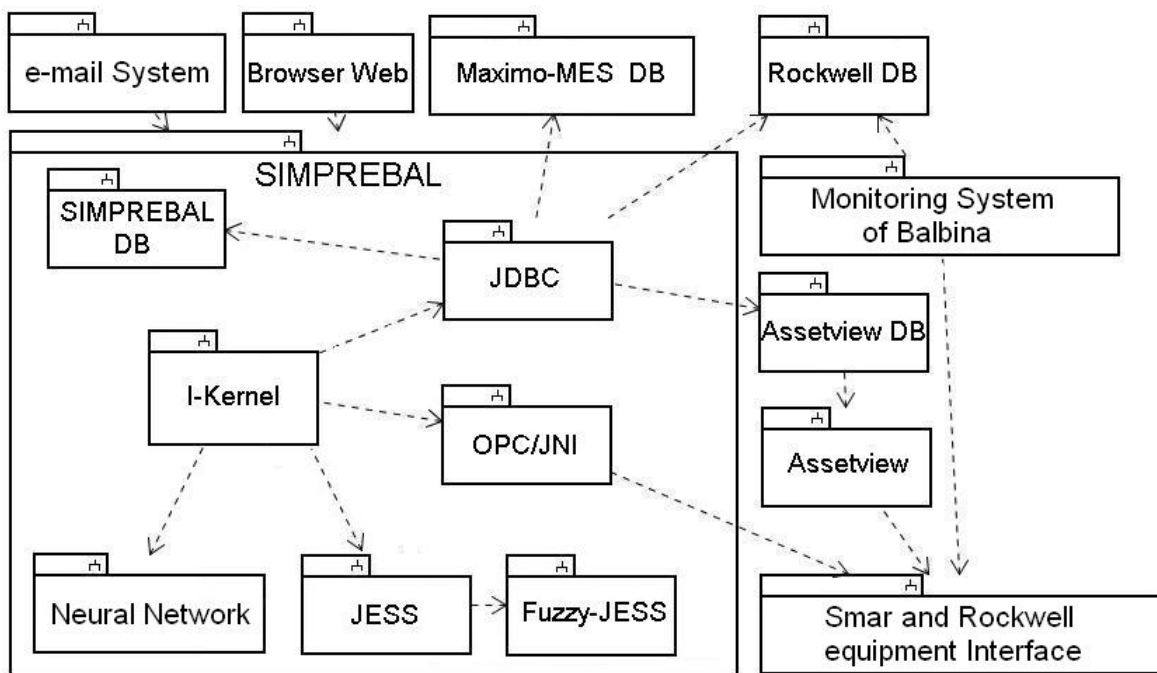 e-mail System
Browser Web
Maximo-MES DB
Rockwell DB
SIMPREBAL
SIMPREBAL
DB
JDBC
Monitoring System
of Balbina
Assetview DB
I-Kernel
OPC/JNI
Assetview
Neural Network
JESS
Fuzzy-JESS
Smar and Rockwell
equipment Interface